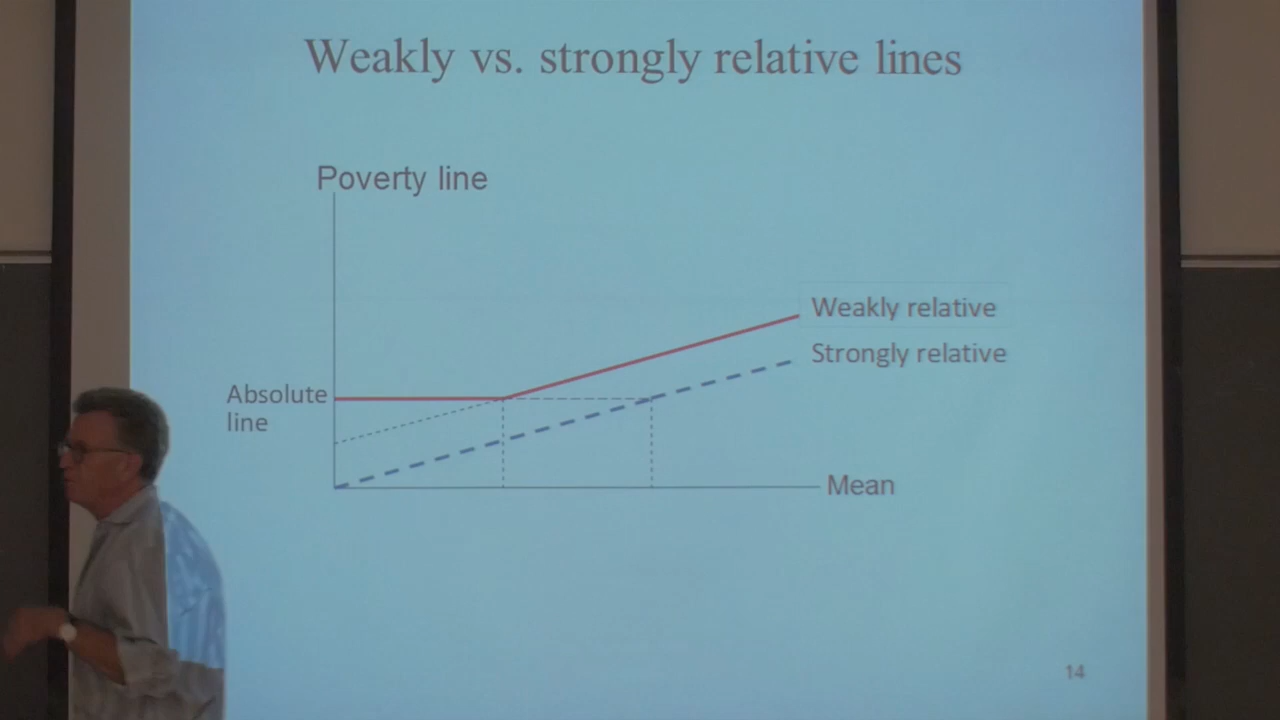 Weakly vs. strongly relative lines
Poverty line
Weakly relative
Strongly relative
Absolute
line
Mean
14